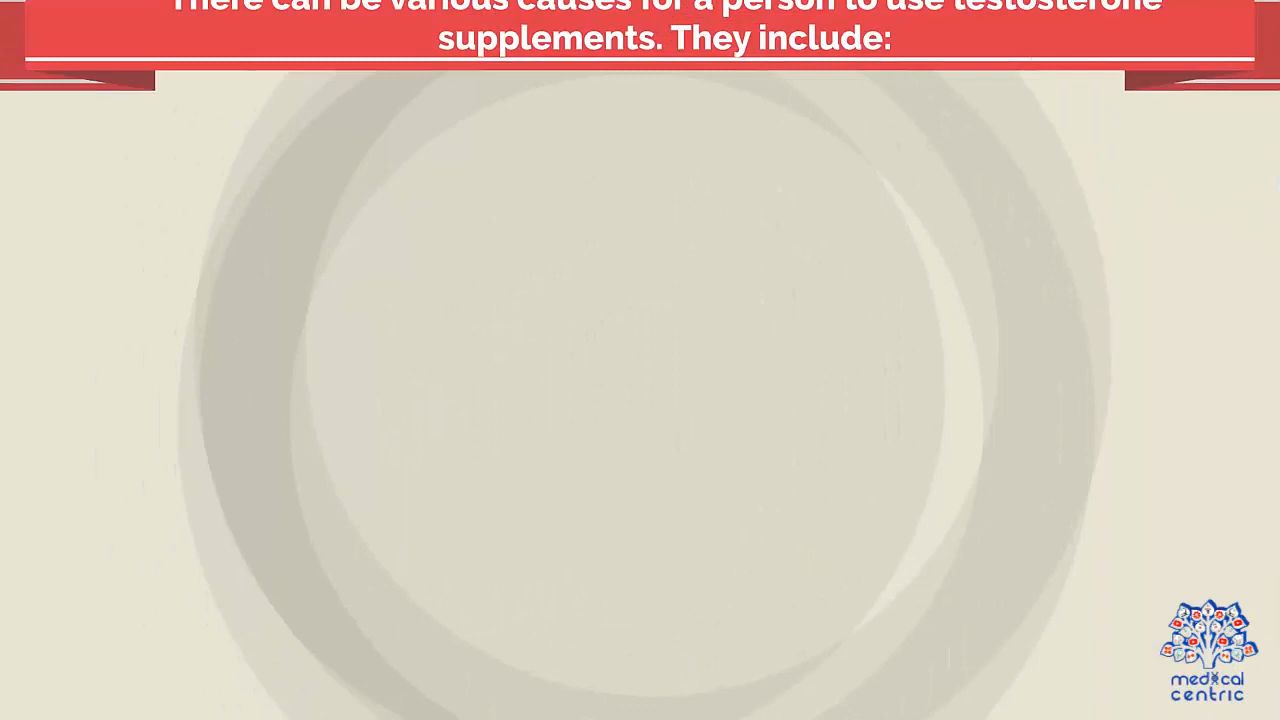 There can be various causes for a person to use testosterone
supplements. They include:
medical
centric